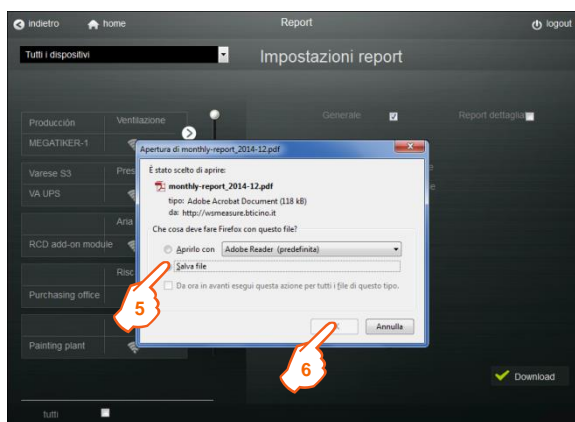 indietro home Report logout
Tutti i dispositivi Impostazioni report
Generale Report dettaglia
Producción Ventilazione
MEGATIKER-1
Apertura di monthly-report_2014-12.pdf
È stato scelto di aprire:
Varese S3 Pres
monthly-report_2014-12.pdf
VA UPS
tipo: Adobe Acrobat Document (118 kB)
da: http://wsmeasure.bticino.it
Aria
Che cosa deve fare Firefox con questo file?
RCD add-on module
Aprirlo con Adobe Reader (predefinita)
Salva file
Risc
Da ora in avanti esegui questa azione per tutti i file di questo tipo.
Purchasing office
5
Annulla
Painting plant
6
Download
tutti